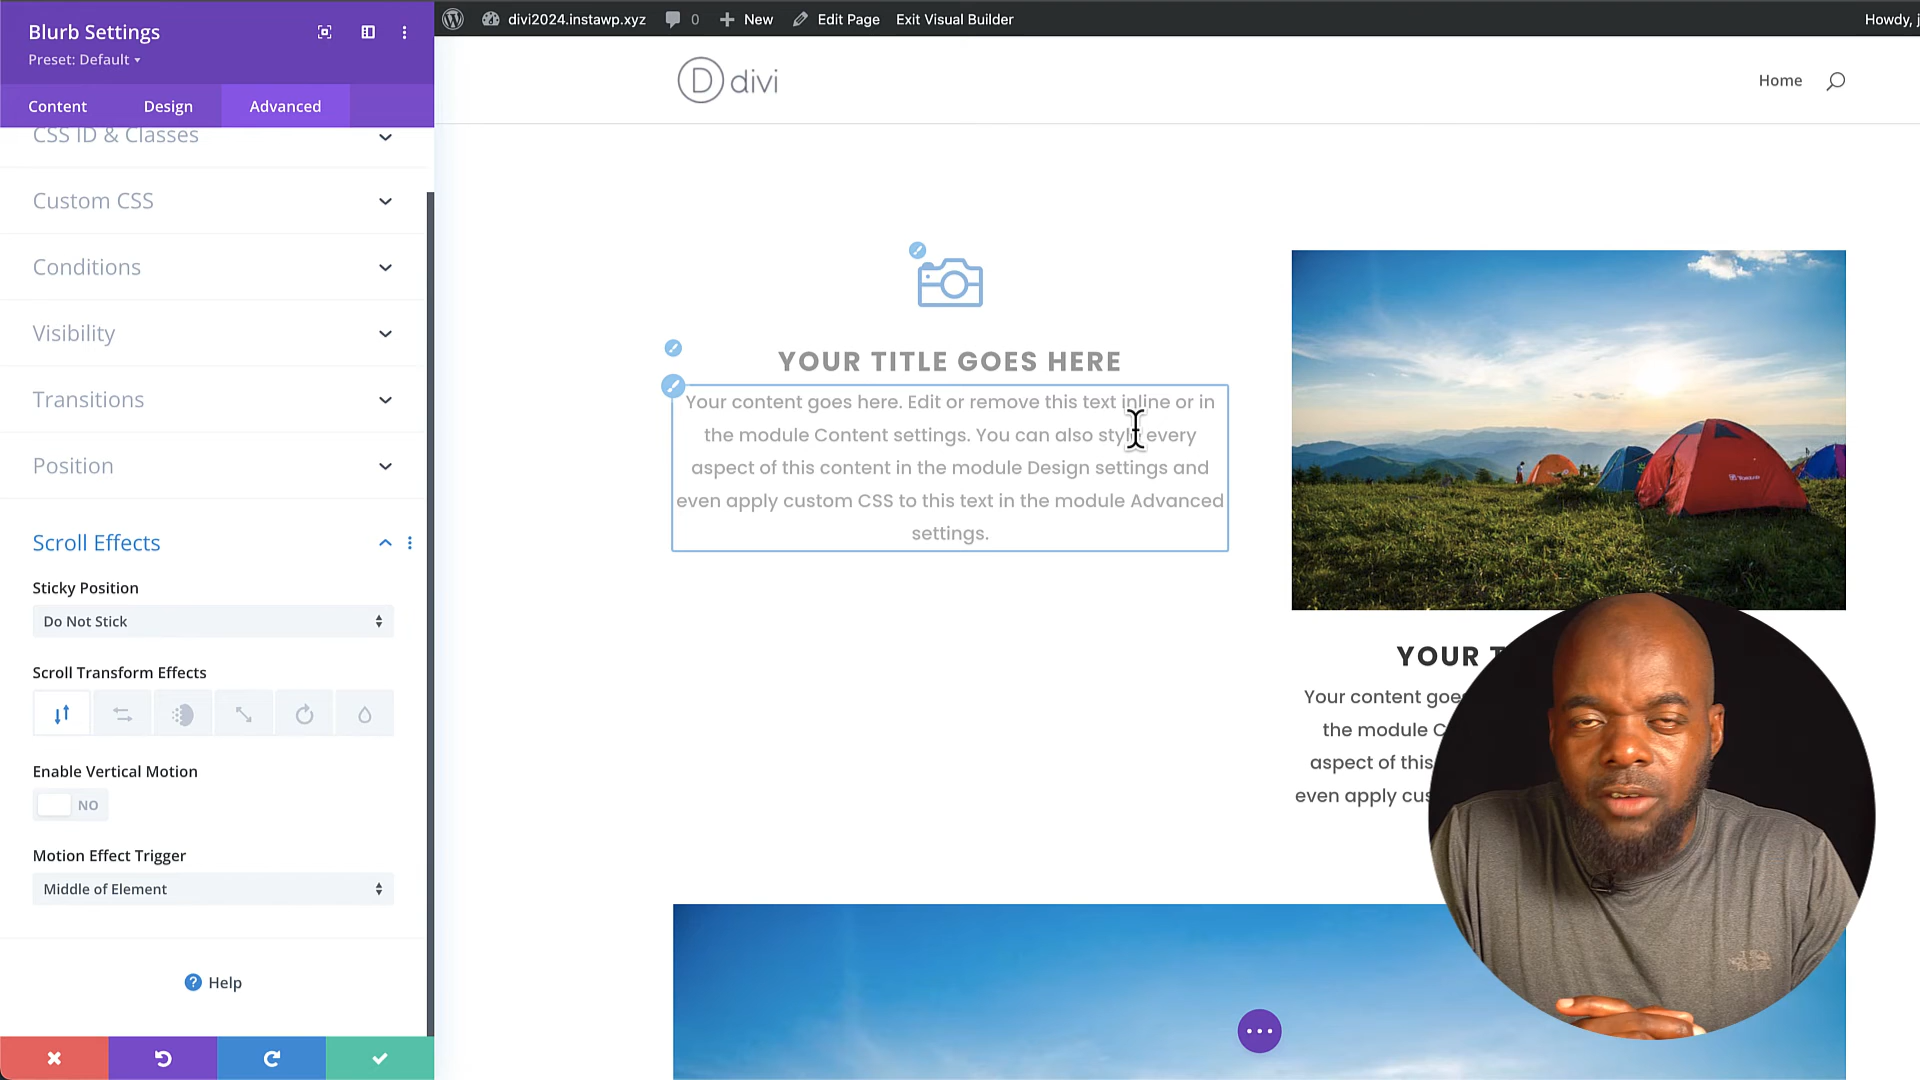 Blurb Settings
Preset: Default
Content
Design
Advanced
CSS ID & Classes
Custom CSS
Conditions
Visibility
Transitions
Position
Scroll Effects
Sticky Position
Do Not Stick
Scroll Transform Effects
Enable Vertical Motion
NO
Motion Effect Trigger
Middle of Element
? Help
divi2024.instawp.xyz
0
New
Edit Page
Exit Visual Builder
Howdy, j
D divi
Home
YOUR TITLE GOES HERE
Your content goes here. Edit or remove this text inline or in
the module Content settings. You can also style every
aspect of this content in the module Design settings and
even apply custom CSS to this text in the module Advanced
settings.
YOUR T
Your content goe
the module C
aspect of this
even apply cus